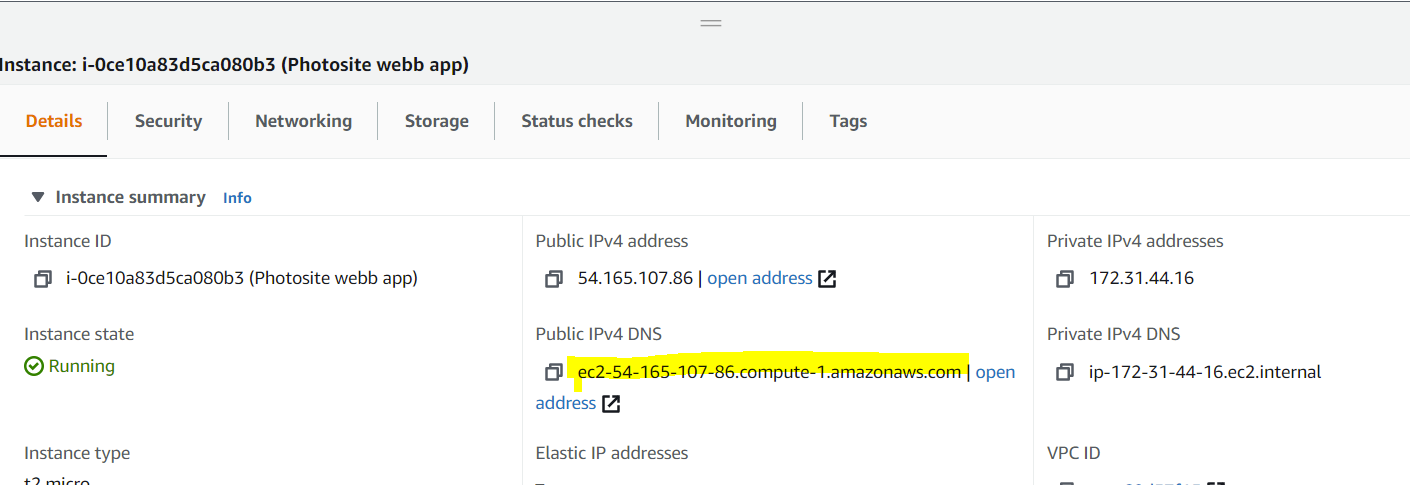 Instance: i-0ce10a83d5ca080b3 (Photosite webb app)
Details Security Networking Storage Status checks Monitoring Tags
Instance summary Info
Instance ID
i-0ce10a83d5ca080b3 (Photosite webb app)
Public IPv4 address
54.165.107.86 | open address
Private IPv4 addresses
172.31.44.16
Instance state
Running
Public IPv4 DNS
ec2-54-165-107-86.compute-1.amazonaws.com | open
address
Private IPv4 DNS
ip-172-31-44-16.ec2.internal
Instance type
t2.micro
Elastic IP addresses
VPC ID